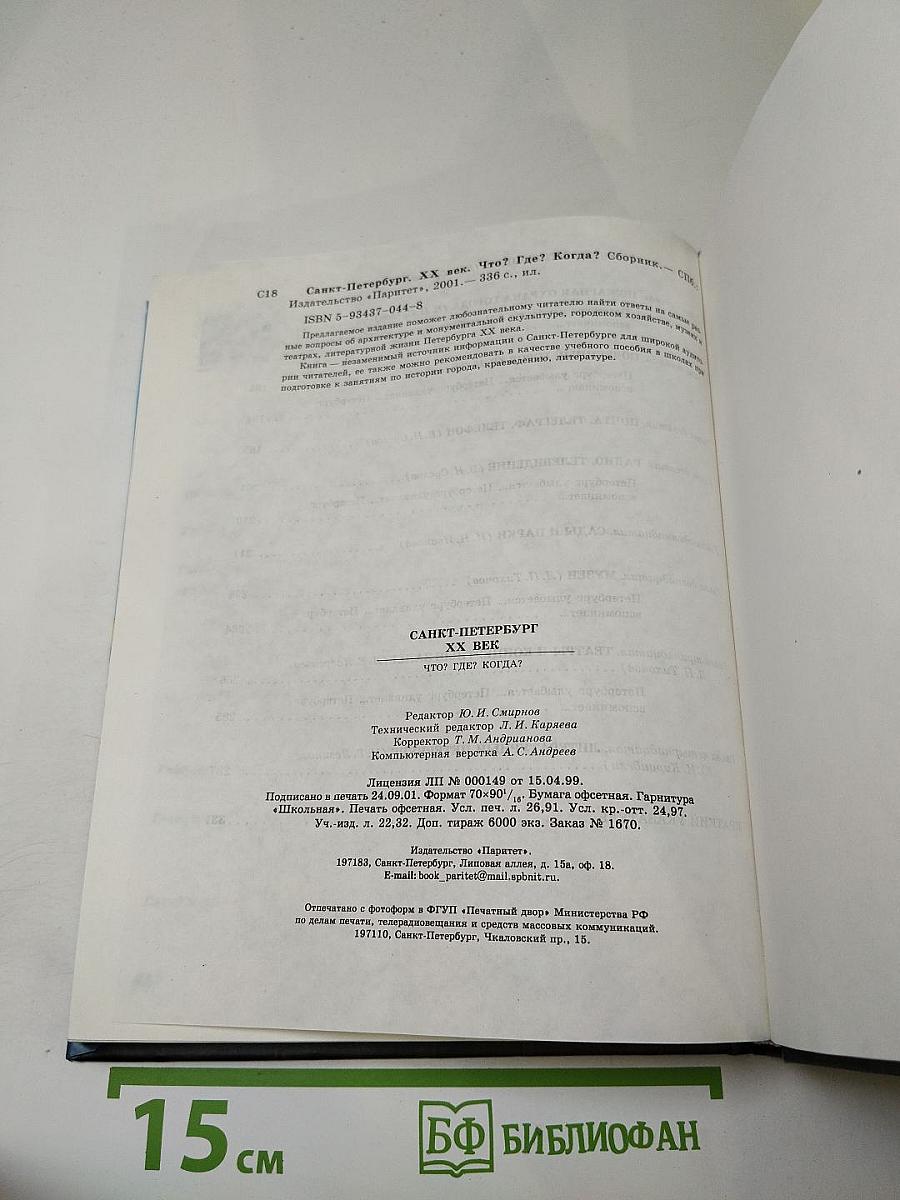 С18
Санкт-Петербург. XX век. Что? Где? Когда? Сборник.— СПб.:
Издательство «Паритет», 2001.— 336 с., ил.
ISBN 5-93437-044-8
Предлагаемое издание поможет любознательному читателю найти ответы на самые раз
ные вопросы об архитектуре и монументальной скульптуре, городском хозяйстве, музеях и
театрах, литературной жизни Петербурга XX века.
Книга — незаменимый источник информации о Санкт-Петербурге для широкой аудито
рии читателей, ее также можно рекомендовать в качестве учебного пособия в школах при
подготовке к занятиям по истории города, краеведению, литературе.
САНКТ-ПЕТЕРБУРГ
XX ВЕК
ЧТО? ГДЕ? КОГДА?
Редактор Ю. И. Смирнов
Технический редактор Л. И. Каряева
Корректор Т. М. Андрианова
Компьютерная верстка А. С. Андреев
Лицензия ЛП № 000149 от 15.04.99.
Подписано в печать 24.09.01. Формат 70×90¹/₁₆. Бумага офсетная. Гарнитура
«Школьная». Печать офсетная. Усл. печ. л. 26,91. Усл. кр.-отт. 24,97.
Уч.-изд. л. 22,32. Доп. тираж 6000 экз. Заказ № 1670.
Издательство «Паритет».
197183, Санкт-Петербург, Липовая аллея, д. 15а, оф. 18.
E-mail: book_paritet@mail.spbnit.ru.
Отпечатано с фотоформ в ФГУП «Печатный двор» Министерства РФ
по делам печати, телерадиовещания и средств массовых коммуникаций.
197110, Санкт-Петербург, Чкаловский пр., 15.
15 см
БФ БИБЛИОФАН